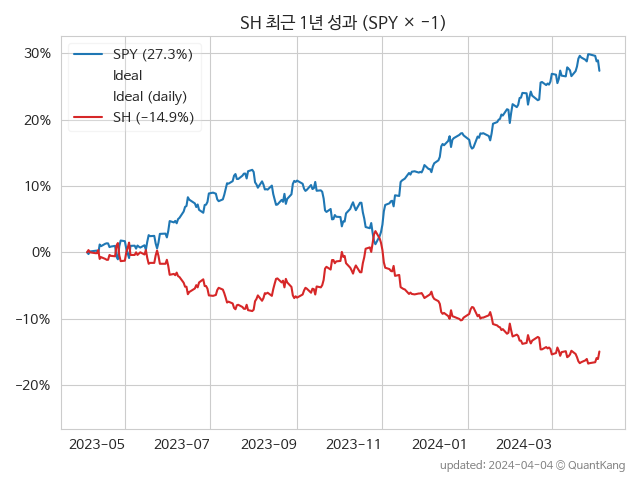 SH 최근 1년 성과 (SPY × −1)
SPY (27.3%)
Ideal
Ideal (daily)
SH (−14.9%)
30%
20%
10%
0%
−10%
−20%
2023-05 2023-07 2023-09 2023-11 2024-01 2024-03
updated: 2024-04-04 © QuantKang